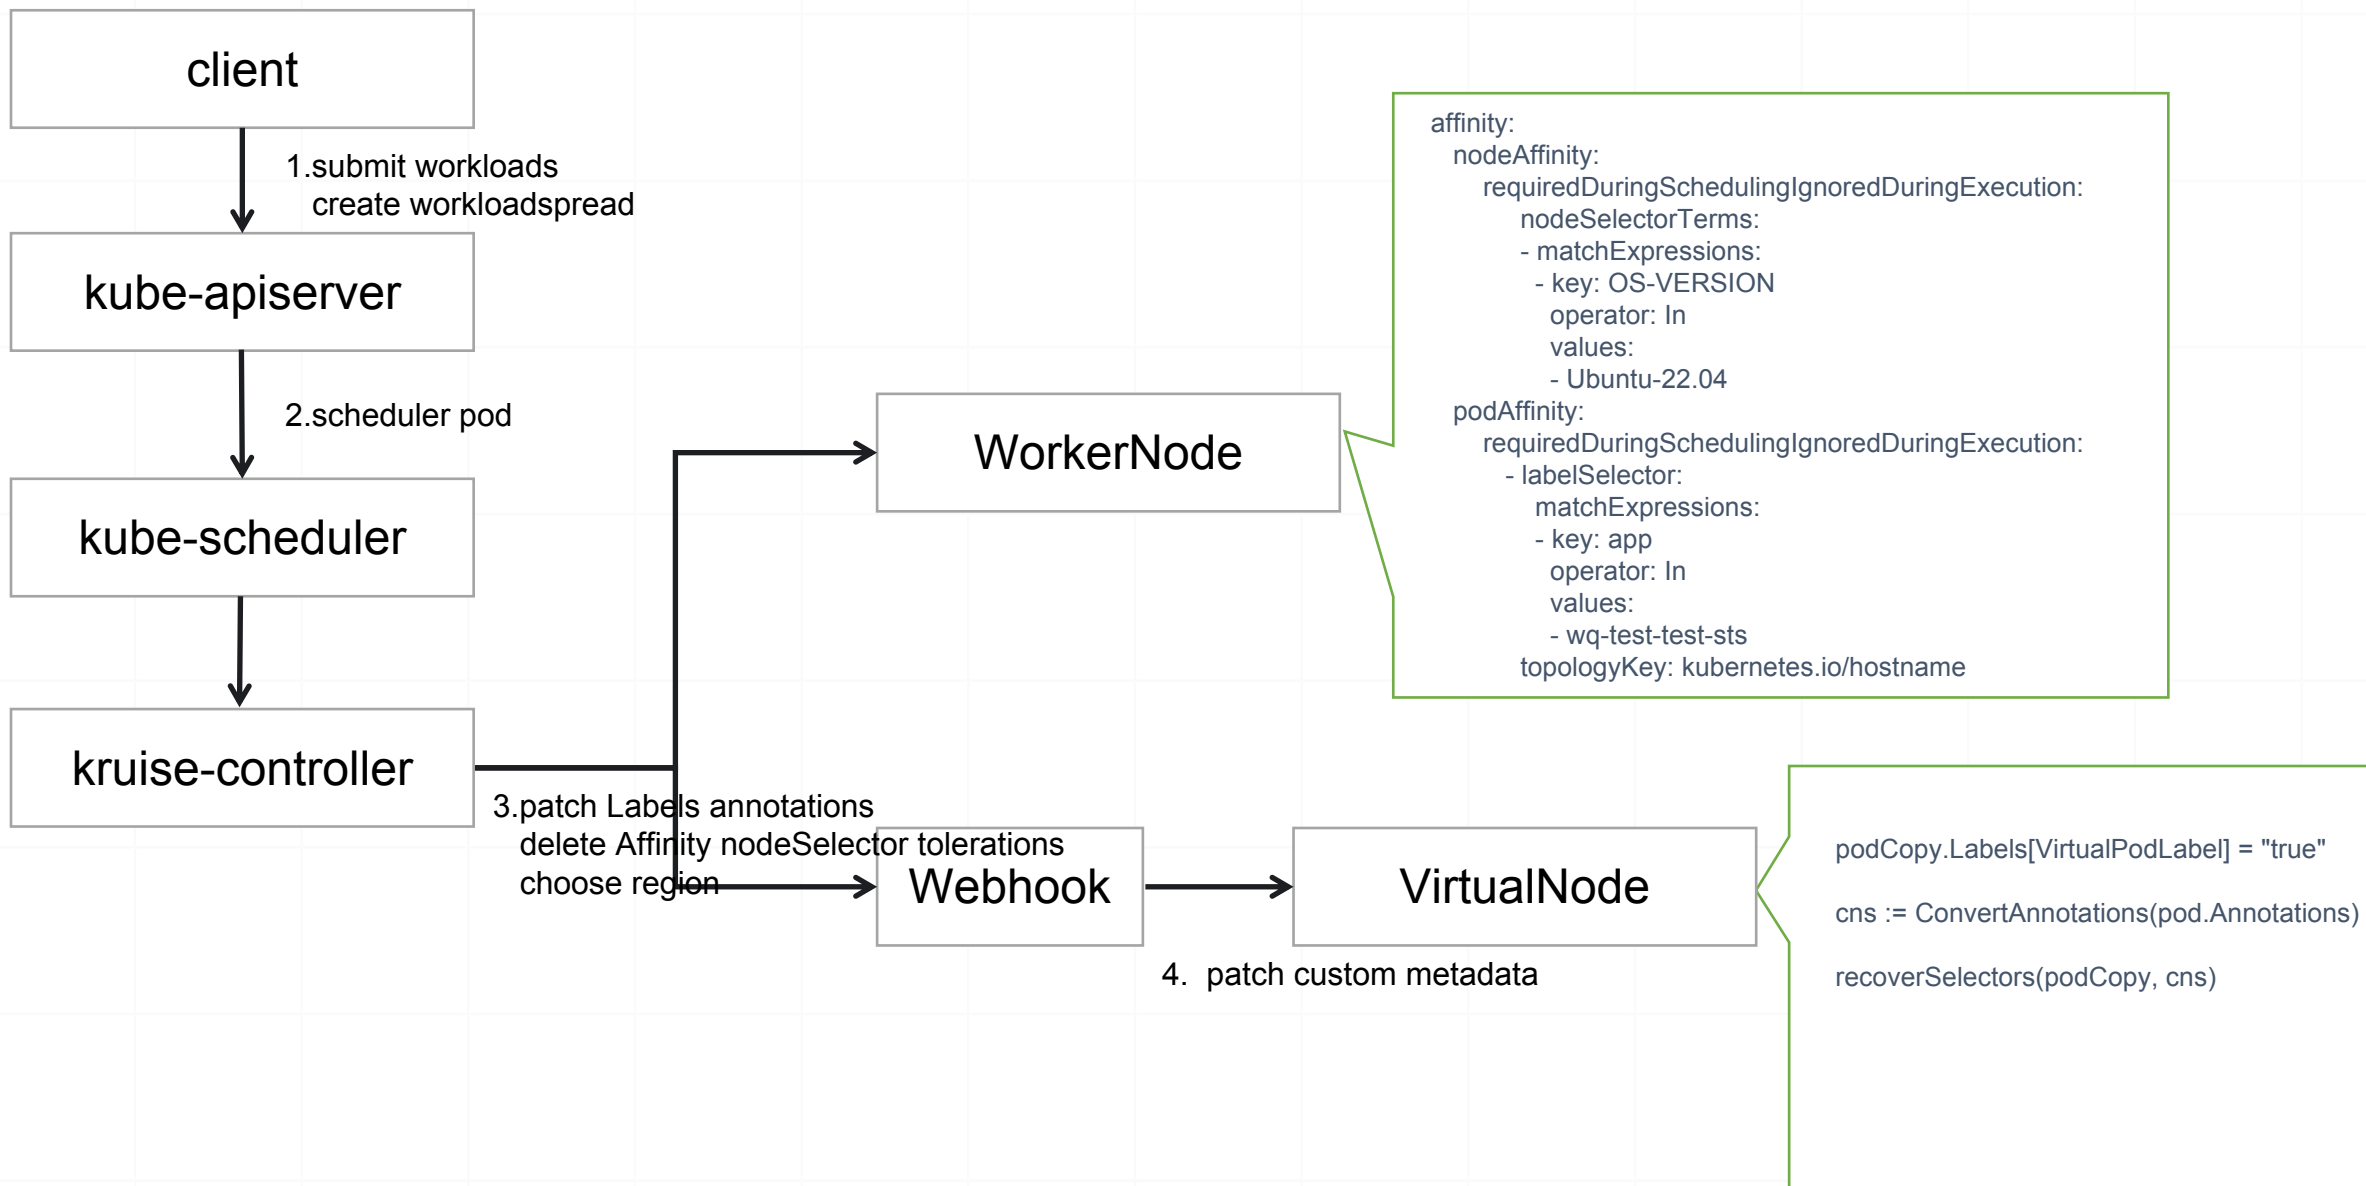 client
1.submit workloads
create workloadspread
kube-apiserver
2.scheduler pod
kube-scheduler
kruise-controller
3.patch Labels annotations
delete Affinity nodeSelector tolerations
choose region
WorkerNode
affinity:
nodeAffinity:
requiredDuringSchedulingIgnoredDuringExecution:
nodeSelectorTerms:
- matchExpressions:
- key: OS-VERSION
operator: In
values:
- Ubuntu-22.04
podAffinity:
requiredDuringSchedulingIgnoredDuringExecution:
- labelSelector:
matchExpressions:
- key: app
operator: In
values:
- wq-test-test-sts
topologyKey: kubernetes.io/hostname
Webhook
4. patch custom metadata
VirtualNode
podCopy.Labels[VirtualPodLabel] = "true"
cns := ConvertAnnotations(pod.Annotations)
recoverSelectors(podCopy, cns)